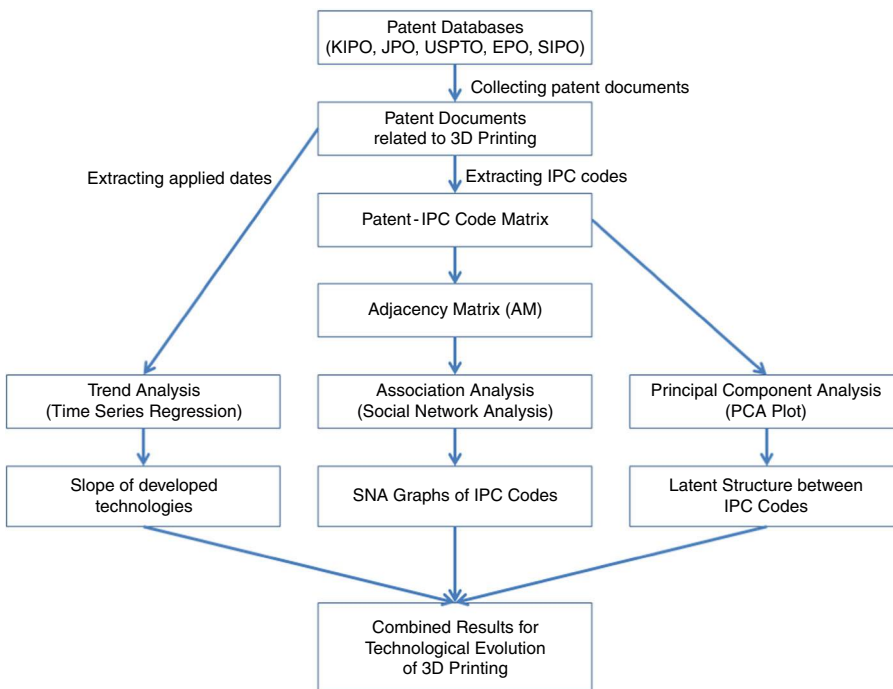 Patent Databases
(KIPO, JPO, USPTO, EPO, SIPO)
Collecting patent documents
Patent Documents
related to 3D Printing
Extracting applied dates
Extracting IPC codes
Patent-IPC Code Matrix
Adjacency Matrix (AM)
Trend Analysis
(Time Series Regression)
Association Analysis
(Social Network Analysis)
Principal Component Analysis
(PCA Plot)
Slope of developed
technologies
SNA Graphs of IPC Codes
Latent Structure between
IPC Codes
Combined Results for
Technological Evolution
of 3D Printing